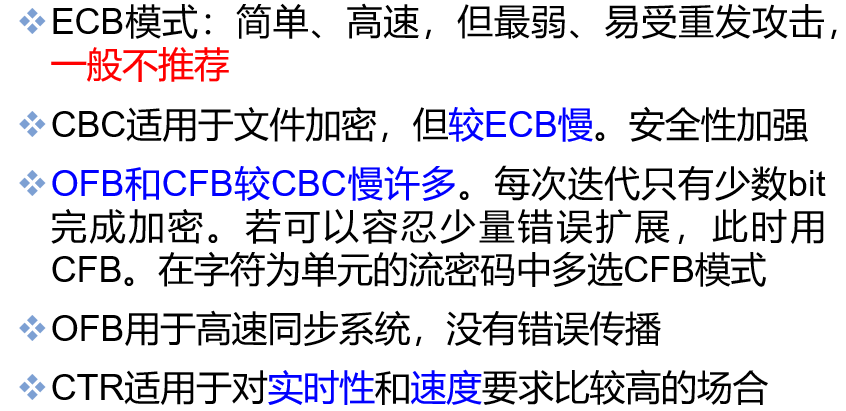 ❖ECB模式：简单、高速，但最弱、易受重发攻击，
一般不推荐
❖CBC适用于文件加密，但较ECB慢。安全性加强
❖OFB和CFB较CBC慢许多。每次迭代只有少数bit
完成加密。若可以容忍少量错误扩展，此时用
CFB。在字符为单元的流密码中多选CFB模式
❖OFB用于高速同步系统，没有错误传播
❖CTR适用于对实时性和速度要求比较高的场合